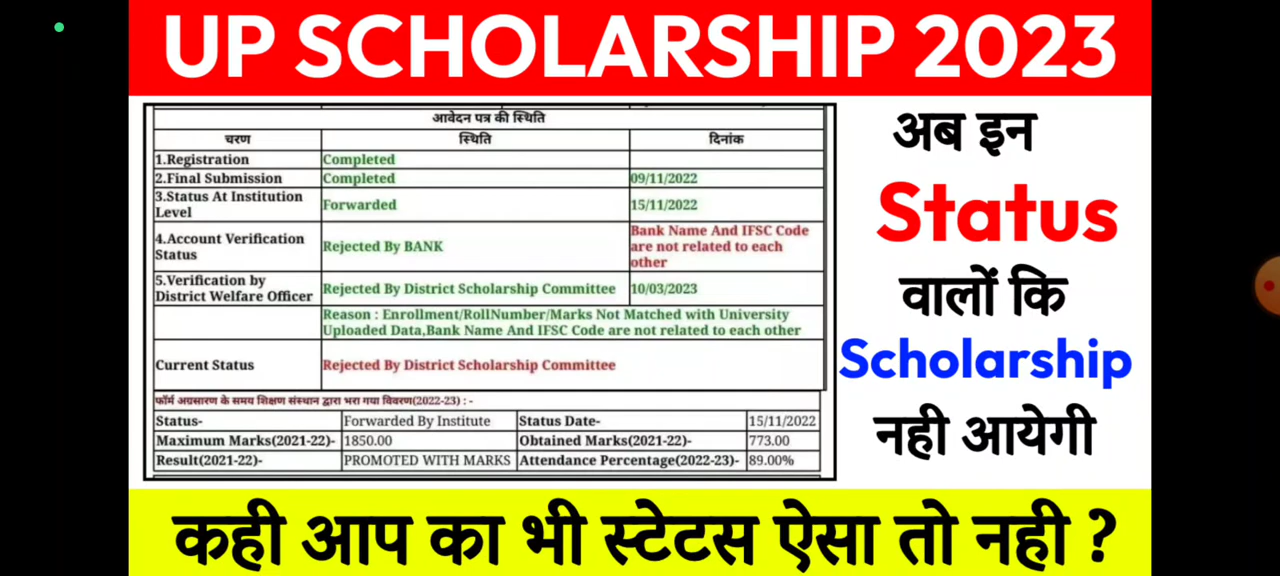 UP SCHOLARSHIP 2023
आवेदन पत्र की स्थिति
चरण स्थिति दिनांक
1.Registration Completed
2.Final Submission Completed 09/11/2022
3.Status At Institution
Level Forwarded 15/11/2022
4.Account Verification
Status Rejected By BANK Bank Name And IFSC Code
are not related to each
other
5.Verification by
District Welfare Officer Rejected By District Scholarship Committee 10/03/2023
Reason : Enrollment/RollNumber/Marks Not Matched with University
Uploaded Data,Bank Name And IFSC Code are not related to each other
Current Status Rejected By District Scholarship Committee
फॉर्म अग्रसारण के समय शिक्षण संस्थान द्वारा भरा गया विवरण(2022-23) : -
Status- Forwarded By Institute Status Date- 15/11/2022
Maximum Marks(2021-22)- 1850.00 Obtained Marks(2021-22)- 773.00
Result(2021-22)- PROMOTED WITH MARKS Attendance Percentage(2022-23)- 89.00%
अब इन
Status
वालों कि
Scholarship
नही आयेगी
कही आप का भी स्टेटस ऐसा तो नही ?